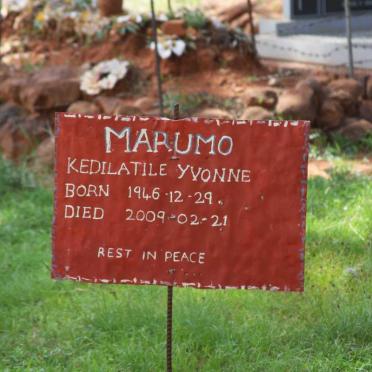 MARUMO
KEDILATILE YVONNE
BORN 1946-12-29
DIED 2009-02-21
REST IN PEACE